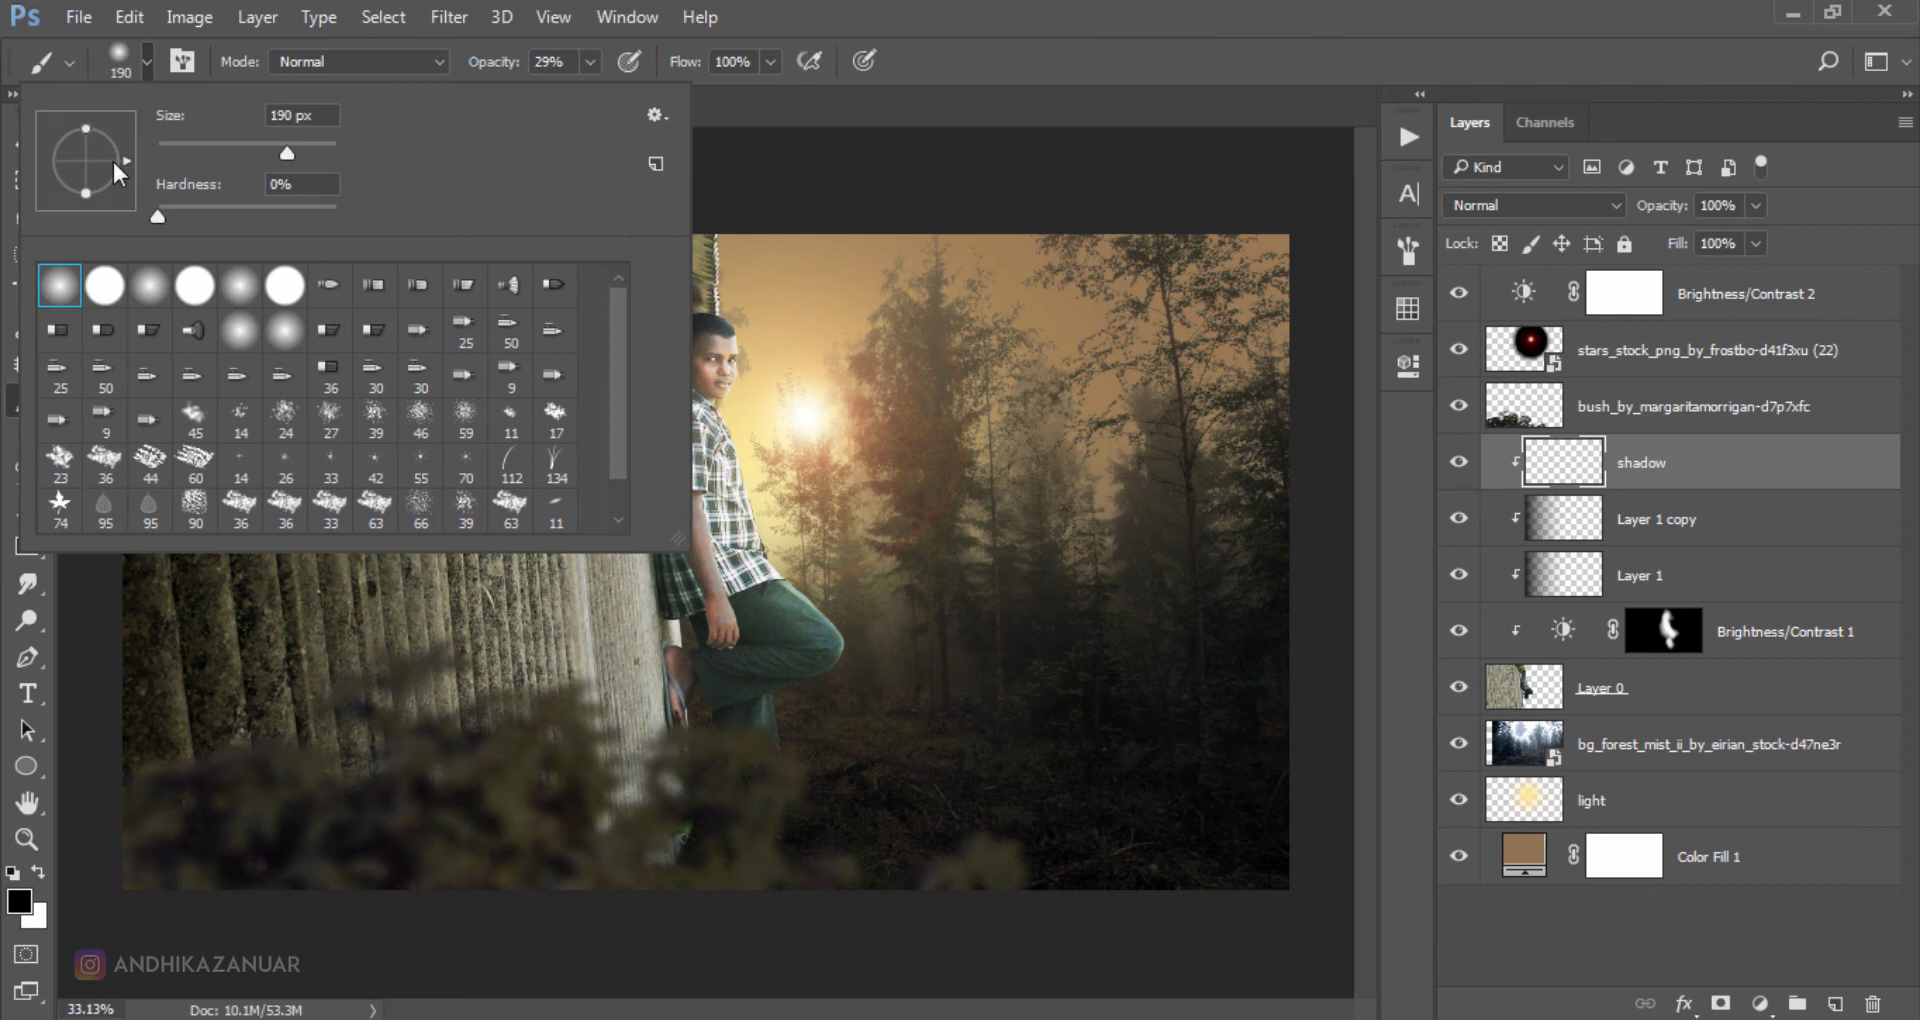 Ps File Edit Image Layer Type Select Filter 3D View Window Help
190 Mode: Normal Opacity: 29% Flow: 100%
Size: 190 px
Hardness: 0%
25 50
25 50 36 30 30 9
9 45 14 24 27 39 46 59 11 17
23 36 44 60 14 26 33 42 55 70 112 134
74 95 95 90 36 36 33 63 66 39 63 11
Layers Channels
Kind
Normal Opacity: 100%
Lock: Fill: 100%
Brightness/Contrast 2
stars_stock_png_by_frostbo-d41f3xu (22)
bush_by_margaritamorrigan-d7p7xfc
shadow
Layer 1 copy
Layer 1
Brightness/Contrast 1
Layer 0
bg_forest_mist_ii_by_eirian_stock-d47ne3r
light
Color Fill 1
ANDHIKAZANUAR
33.13% Doc: 10.1M/53.3M